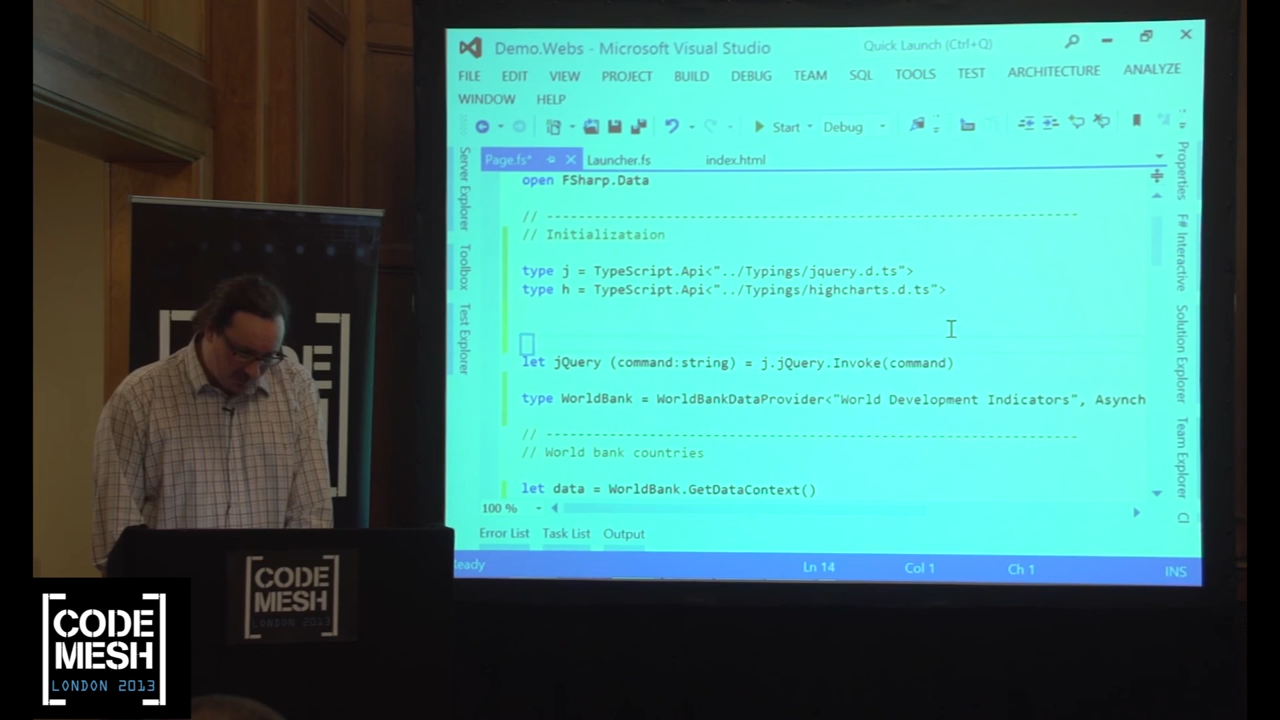 Demo.Webs - Microsoft Visual Studio
Quick Launch (Ctrl+Q)
FILE EDIT VIEW PROJECT BUILD DEBUG TEAM SQL TOOLS TEST ARCHITECTURE ANALYZE
WINDOW HELP
Start Debug
Page.fs* Launcher.fs index.html
Server Explorer
Toolbox
Test Explorer
open FSharp.Data
// -------------------------------------------------------------------
// Initializataion
type j = TypeScript.Api<"../Typings/jquery.d.ts">
type h = TypeScript.Api<"../Typings/highcharts.d.ts">
let jQuery (command:string) = j.jQuery.Invoke(command)
type WorldBank = WorldBankDataProvider<"World Development Indicators", Asynch
// -------------------------------------------------------------------
// World bank countries
let data = WorldBank.GetDataContext()
100 %
Properties
F# Interactive
Solution Explorer
Team Explorer
Cl
Error List Task List Output
Ready Ln 14 Col 1 Ch 1 INS
CODE
CODE
MESH
LONDON 2013
CODE
MESH
LONDON 2013